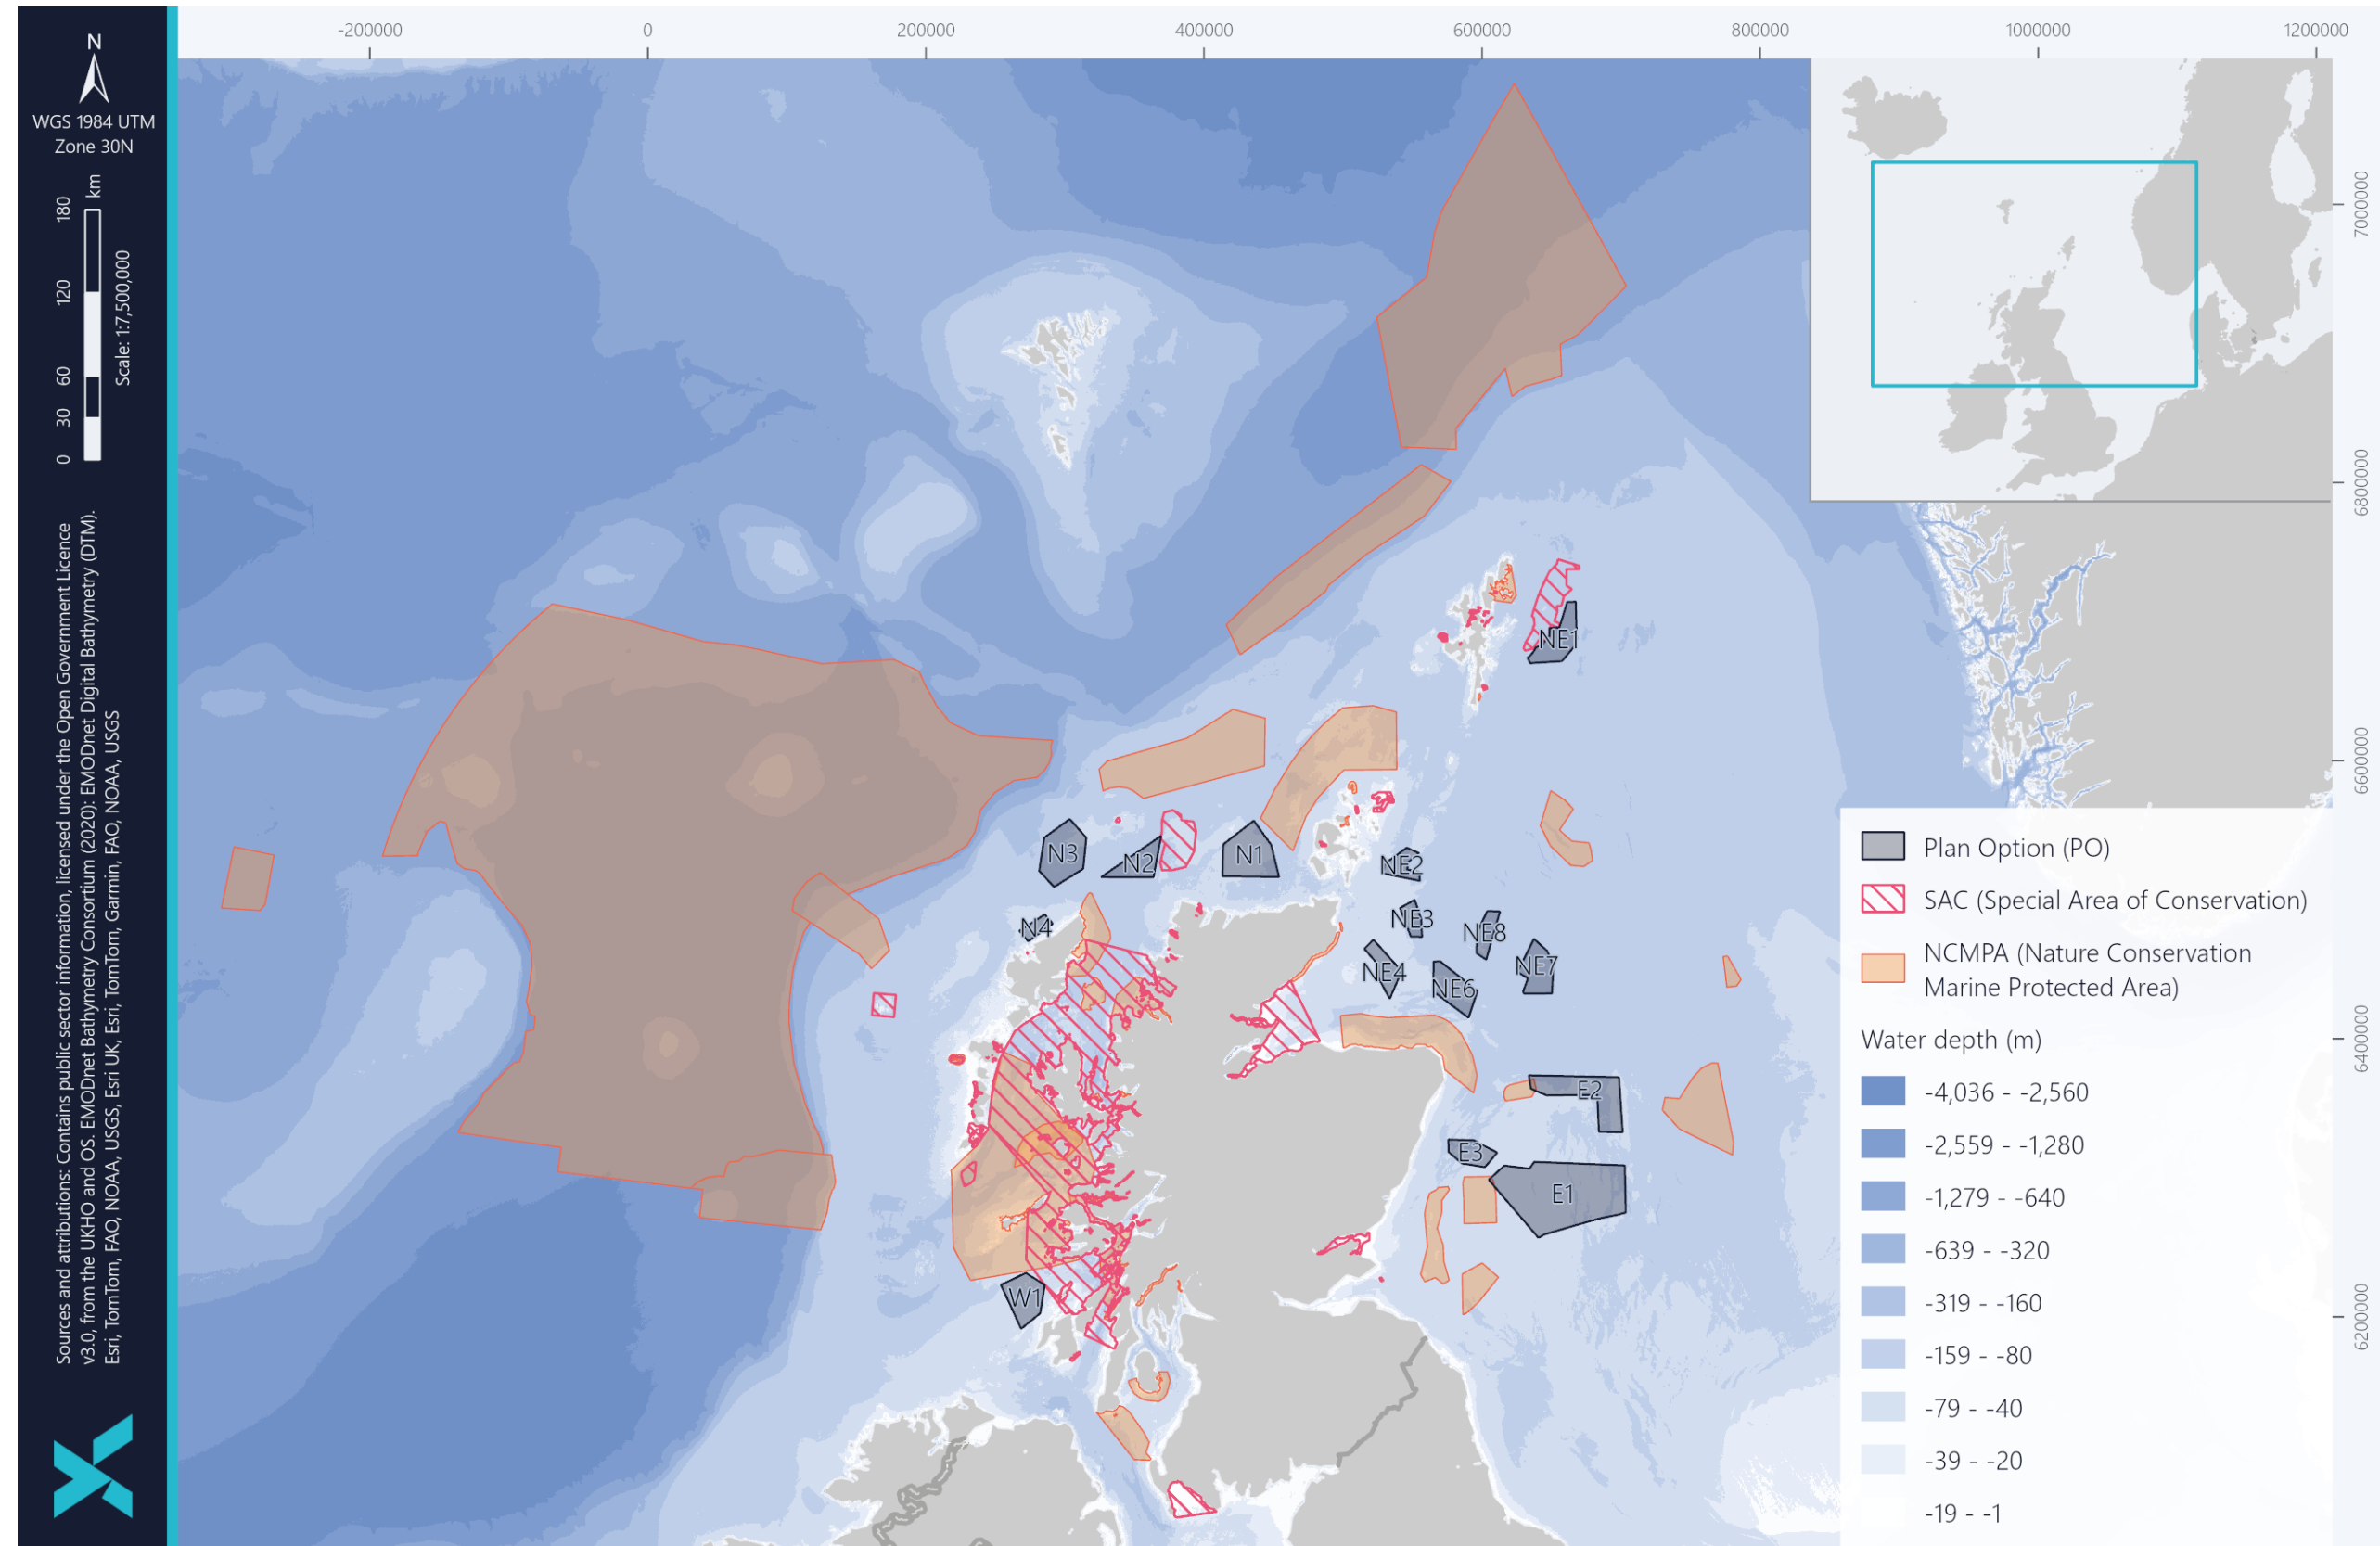 N
WGS 1984 UTM
Zone 30N
km
0 30 60 120 180
Scale: 1:7,500,000
Sources and attributions: Contains public sector information, licensed under the Open Government Licence
v3.0, from the UKHO and OS. EMODnet Bathymetry Consortium (2020): EMODnet Digital Bathymetry (DTM).
Esri, TomTom, FAO, NOAA, USGS, Esri UK, Esri, TomTom, Garmin, FAO, NOAA, USGS
-200000 0 200000 400000 600000 800000 1000000 1200000
7000000
6800000
6600000
6400000
6200000
NE1
N3
N2
N1
NE2
N4
NE3
NE8
NE4
NE6
NE7
E2
E3
E1
W1
Plan Option (PO)
SAC (Special Area of Conservation)
NCMPA (Nature Conservation
Marine Protected Area)
Water depth (m)
-4,036 - -2,560
-2,559 - -1,280
-1,279 - -640
-639 - -320
-319 - -160
-159 - -80
-79 - -40
-39 - -20
-19 - -1